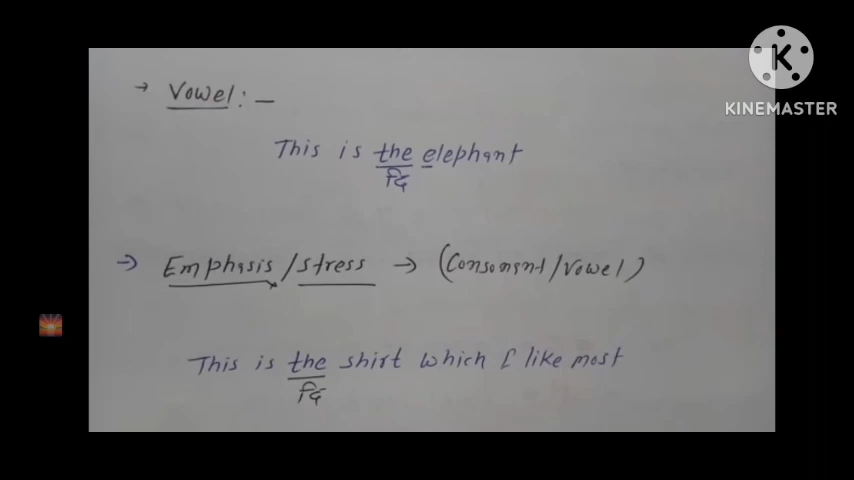 → Vowel: –
This is the elephant
दि
→ Emphasis / stress → (Consonant / Vowel)
This is the shirt which I like most
दि
K
KINEMASTER